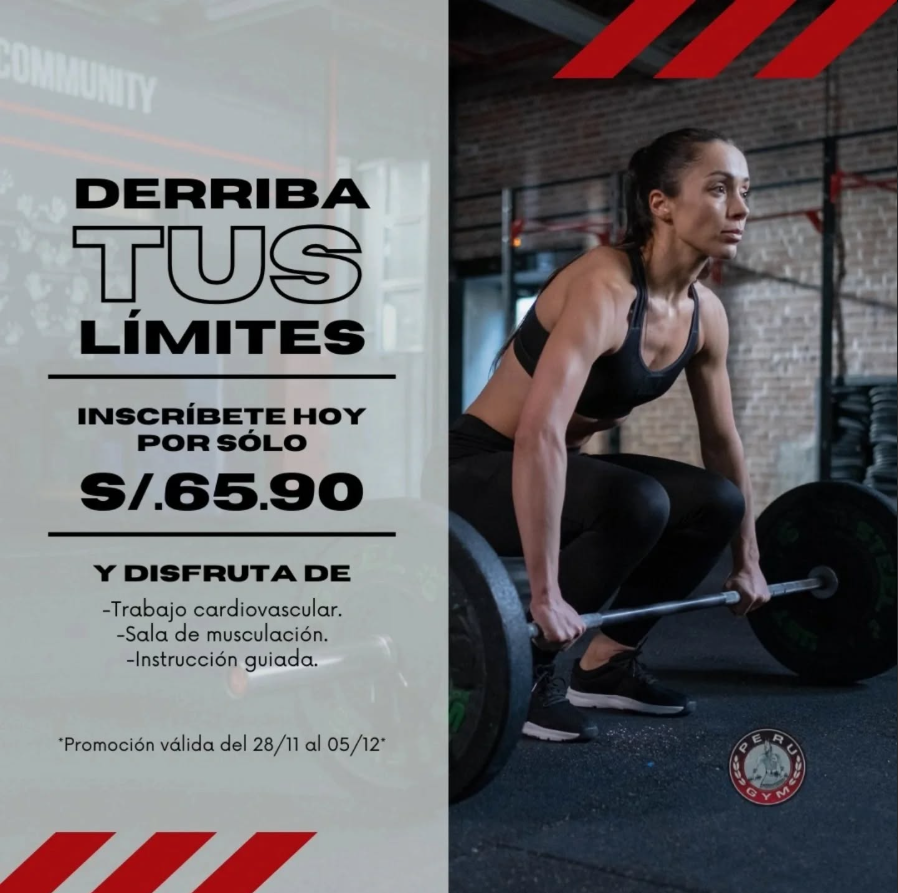 COMMUNITY
DERRIBA
TUS
LÍMITES
INSCRÍBETE HOY
POR SÓLO
S/.65.90
Y DISFRUTA DE
-Trabajo cardiovascular.
-Sala de musculación.
-Instrucción guiada.
*Promoción válida del 28/11 al 05/12*
PERU
GYM